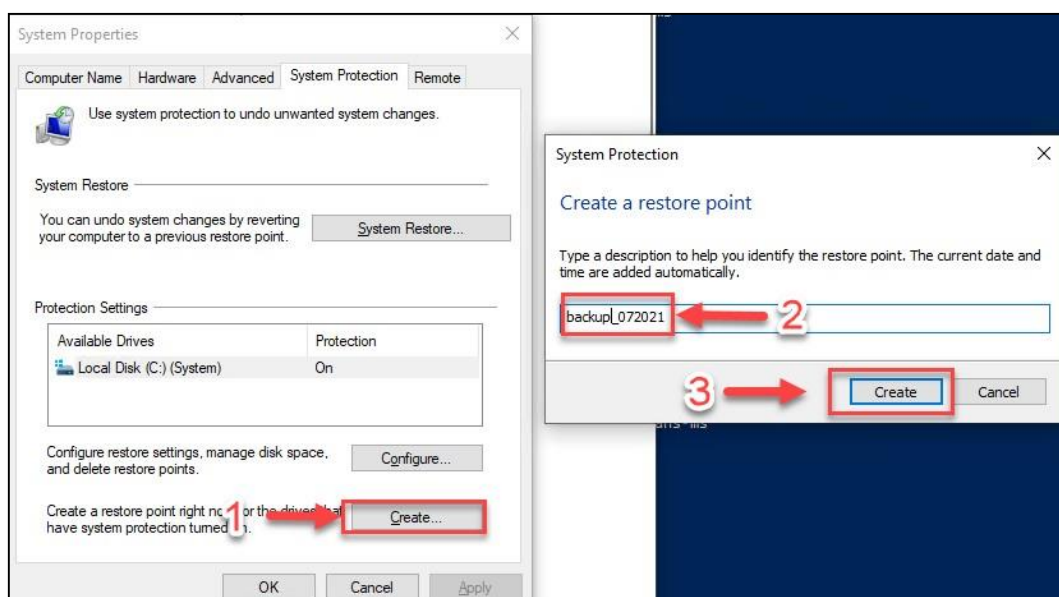 System Properties
Computer Name Hardware Advanced System Protection Remote
Use system protection to undo unwanted system changes.
System Restore
You can undo system changes by reverting
your computer to a previous restore point.
System Restore...
Protection Settings
Available Drives Protection
Local Disk (C:) (System) On
Configure restore settings, manage disk space,
and delete restore points.
Configure...
Create a restore point right for the drives
have system protection
1
Create...
OK Cancel Apply
System Protection
Create a restore point
Type a description to help you identify the restore point. The current date and
time are added automatically.
backup_072021
2
3
Create Cancel